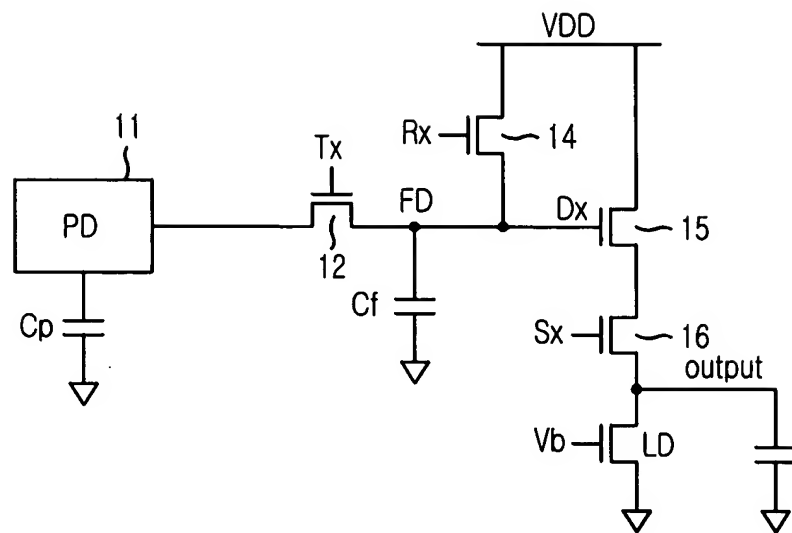 VDD
11
Rx
14
Tx
PD
FD
Dx
15
12
Cp
Cf
Sx
16
output
Vb
LD